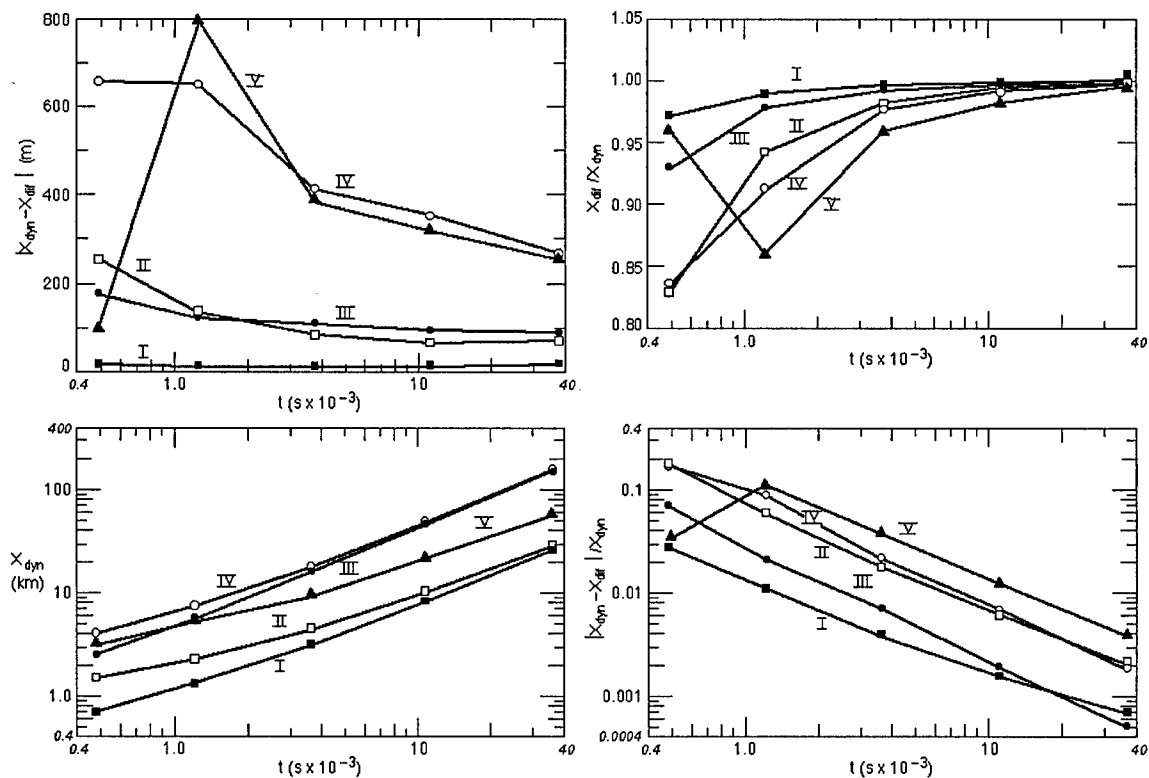 800
600
400
200
0
|X_dyn-X_dif| (m)
0.4
1.0
10
40
t (s x 10⁻³)
I
II
III
IV
V
1.05
1.00
0.95
0.90
0.85
0.80
X_dif/X_dyn
0.4
1.0
10
40
t (s x 10⁻³)
I
II
III
IV
V
400
100
10
1.0
0.4
X_dyn
(km)
0.4
1.0
10
40
t (s x 10⁻³)
IV
III
V
II
I
0.4
0.1
0.01
0.001
0.0004
|X_dyn-X_dif|/X_dyn
0.4
1.0
10
40
t (s x 10⁻³)
IV
V
II
III
I